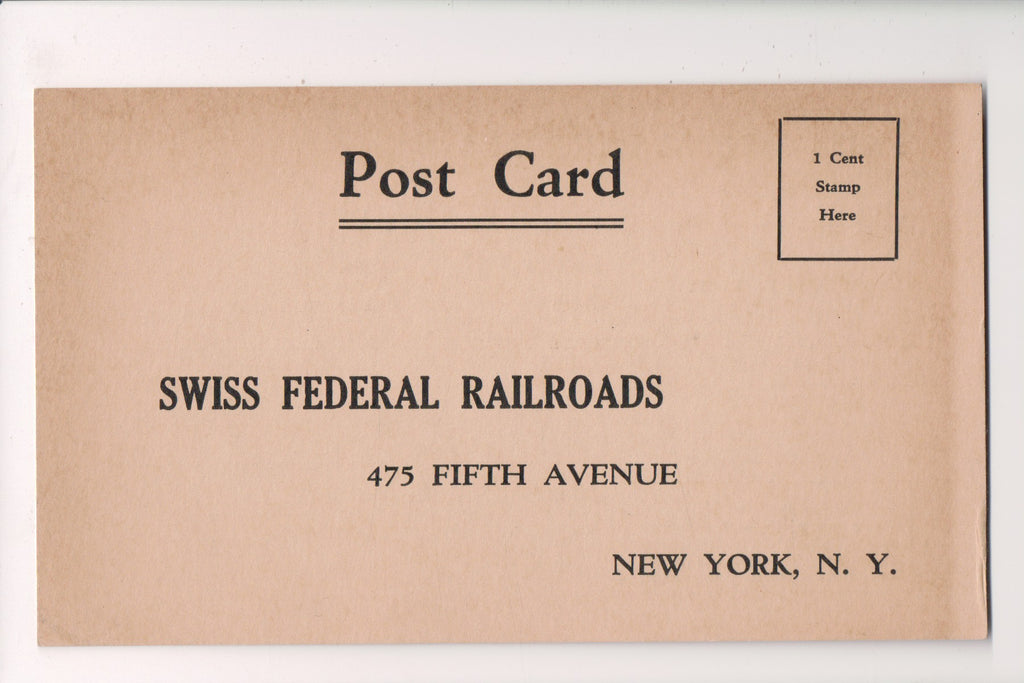 Post Card
1 Cent
Stamp
Here
SWISS FEDERAL RAILROADS
475 FIFTH AVENUE
NEW YORK, N. Y.